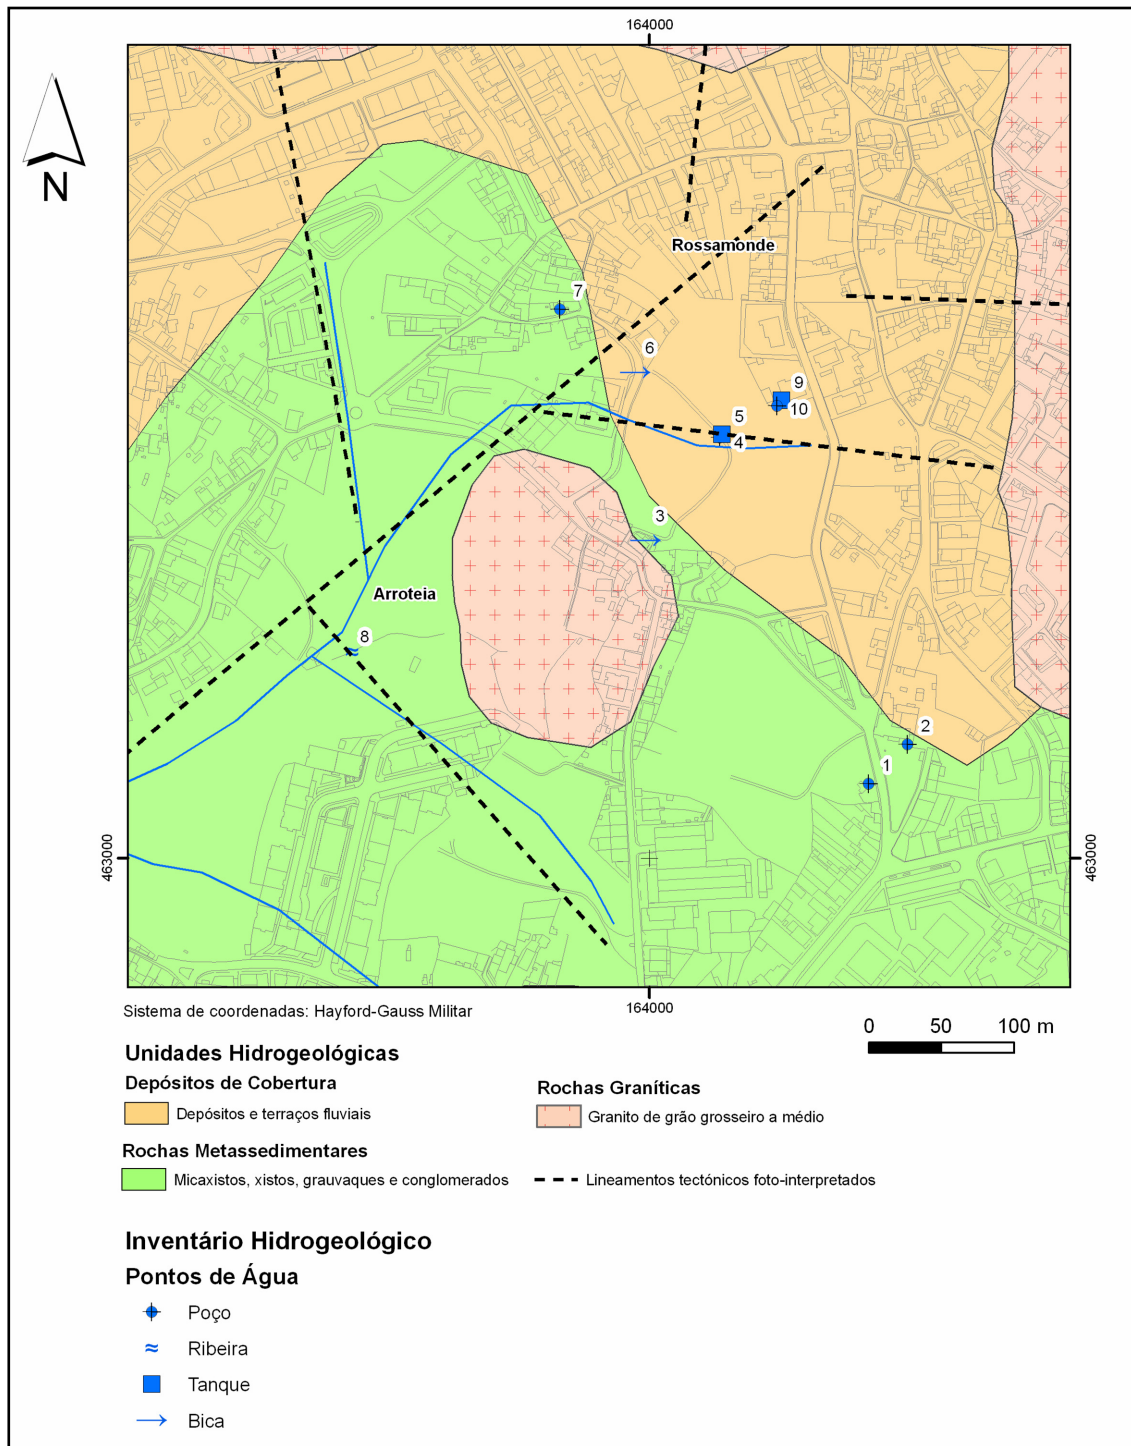 164000
N
Rossamonde
7
6
9
10
5
4
3
Arroteia
8
2
1
463000
463000
164000
Sistema de coordenadas: Hayford-Gauss Militar
0 50 100 m
Unidades Hidrogeológicas
Depósitos de Cobertura
Depósitos e terraços fluviais
Rochas Graníticas
Granito de grão grosseiro a médio
Rochas Metassedimentares
Micaxistos, xistos, grauvaques e conglomerados
Lineamentos tectónicos foto-interpretados
Inventário Hidrogeológico
Pontos de Água
Poço
Ribeira
Tanque
Bica